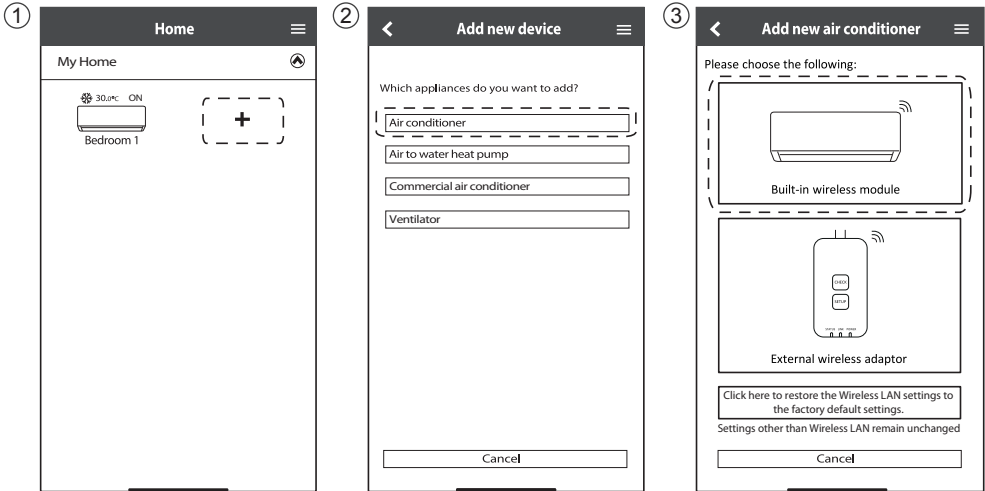 ①
Home
My Home
30.0°C ON
+
Bedroom 1
②
Add new device
Which appliances do you want to add?
Air conditioner
Air to water heat pump
Commercial air conditioner
Ventilator
Cancel
③
Add new air conditioner
Please choose the following:
Built-in wireless module
CHECK
SETUP
STATUS LINK POWER
External wireless adaptor
Click here to restore the Wireless LAN settings to
the factory default settings.
Settings other than Wireless LAN remain unchanged
Cancel